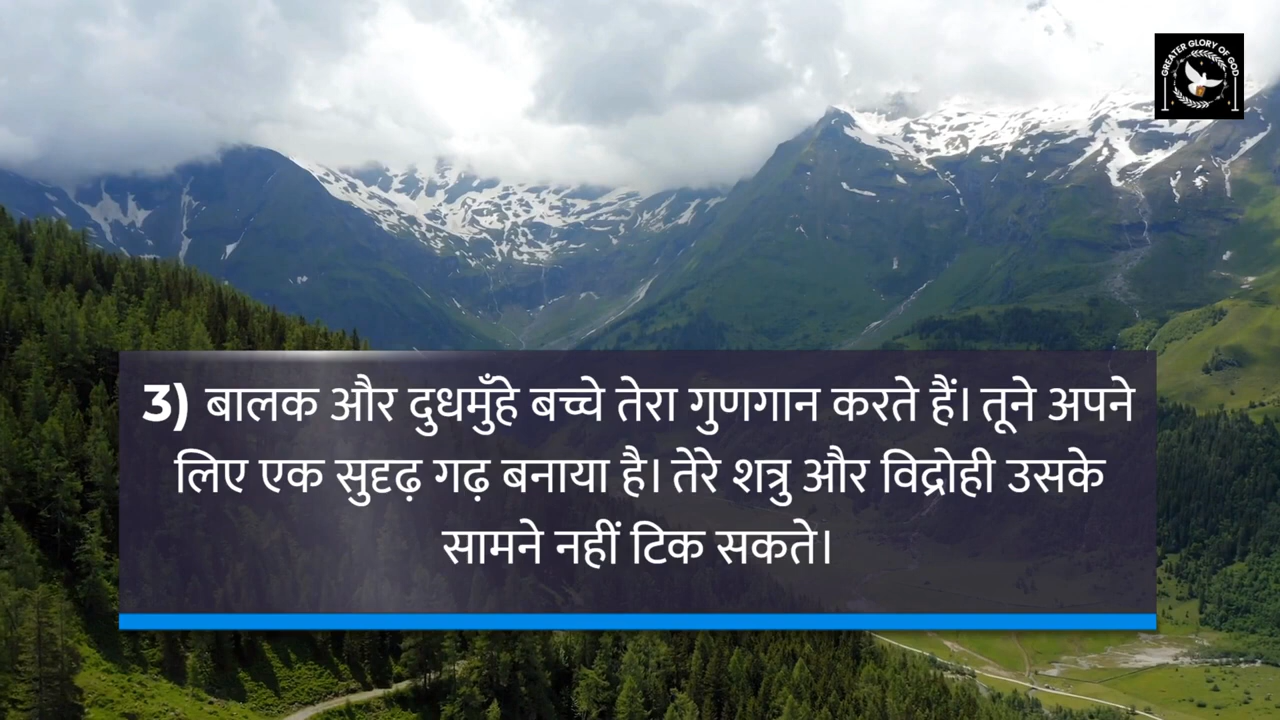 GREATER GLORY OF GOD
3) बालक और दुधमुँहे बच्चे तेरा गुणगान करते हैं। तूने अपने
लिए एक सुदृढ़ गढ़ बनाया है। तेरे शत्रु और विद्रोही उसके
सामने नहीं टिक सकते।